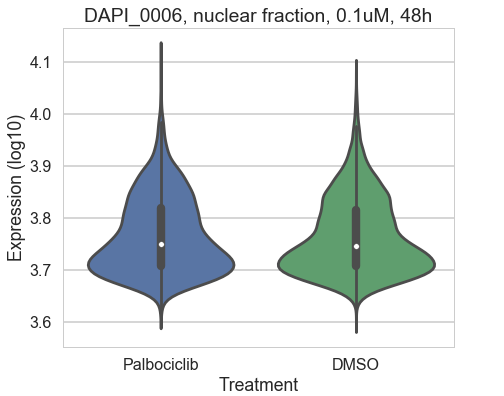 DAPI_0006, nuclear fraction, 0.1uM, 48h
4.1
4.0
3.9
3.8
3.7
3.6
Expression (log10)
Palbociclib DMSO
Treatment